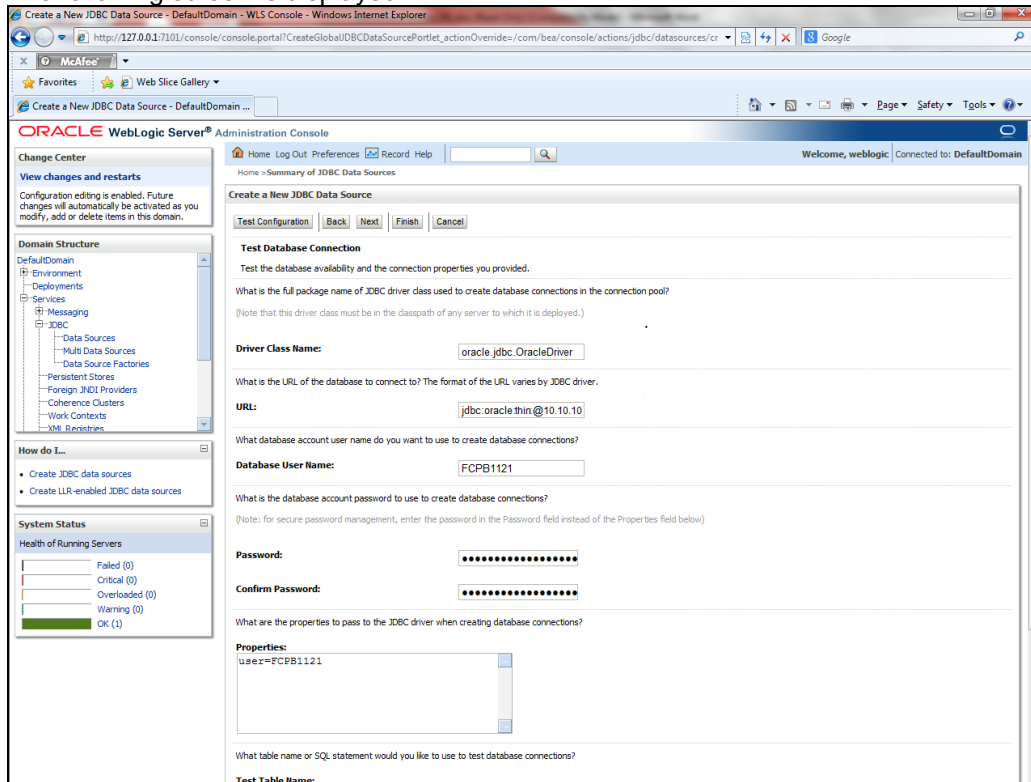 Create a New JDBC Data Source - DefaultDomain - WLS Console - Windows Internet Explorer
http://127.0.0.1:7101/console/console.portal?CreateGlobalJDBCDataSourcePortlet_actionOverride=/com/bea/console/actions/jdbc/datasources/cr
Google
X McAfee
Favorites Web Slice Gallery
Create a New JDBC Data Source - DefaultDomain ...
Page Safety Tools
ORACLE WebLogic Server® Administration Console
Change Center
View changes and restarts
Configuration editing is enabled. Future
changes will automatically be activated as you
modify, add or delete items in this domain.
Domain Structure
DefaultDomain
Environment
Deployments
Services
Messaging
JDBC
Data Sources
Multi Data Sources
Data Source Factories
Persistent Stores
Foreign JNDI Providers
Coherence Clusters
Work Contexts
XML Registries
How do I...
Create JDBC data sources
Create LLR-enabled JDBC data sources
System Status
Health of Running Servers
Failed (0)
Critical (0)
Overloaded (0)
Warning (0)
OK (1)
Home Log Out Preferences Record Help
Welcome, weblogic Connected to: DefaultDomain
Home >Summary of JDBC Data Sources
Create a New JDBC Data Source
Test Configuration Back Next Finish Cancel
Test Database Connection
Test the database availability and the connection properties you provided.
What is the full package name of JDBC driver class used to create database connections in the connection pool?
(Note that this driver class must be in the classpath of any server to which it is deployed.)
Driver Class Name: oracle.jdbc.OracleDriver
What is the URL of the database to connect to? The format of the URL varies by JDBC driver.
URL: jdbc:oracle:thin:@10.10.10
What database account user name do you want to use to create database connections?
Database User Name: FCPB1121
What is the database account password to use to create database connections?
(Note: for secure password management, enter the password in the Password field instead of the Properties field below)
Password: ••••••••••••••••••
Confirm Password: ••••••••••••••••••
What are the properties to pass to the JDBC driver when creating database connections?
Properties:
user=FCPB1121
What table name or SQL statement would you like to use to test database connections?
Test Table Name: